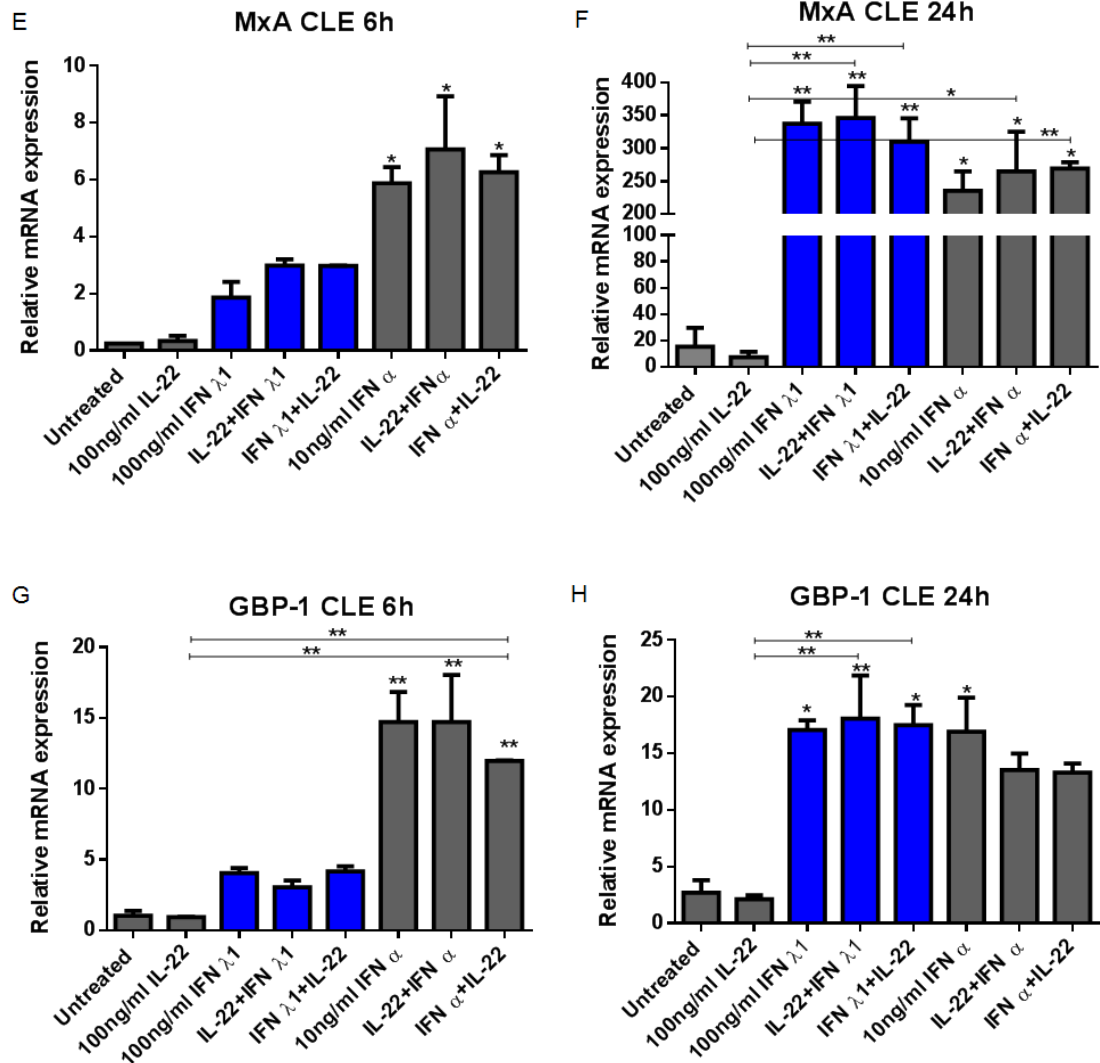 E
MxA CLE 6h
Relative mRNA expression
10
8
6
4
2
0
*
*
*
Untreated
100ng/ml IL-22
100ng/ml IFN λ1
IL-22+IFN λ1
IFN λ1+IL-22
10ng/ml IFN α
IL-22+IFN α
IFN α+IL-22
F
MxA CLE 24h
Relative mRNA expression
400
350
300
250
200
100
80
60
40
20
0
**
**
*
**
**
**
**
*
*
*
Untreated
100ng/ml IL-22
100ng/ml IFN λ1
IL-22+IFN λ1
IFN λ1+IL-22
10ng/ml IFN α
IL-22+IFN α
IFN α+IL-22
G
GBP-1 CLE 6h
Relative mRNA expression
20
15
10
5
0
**
**
**
**
**
Untreated
100ng/ml IL-22
100ng/ml IFN λ1
IL-22+IFN λ1
IFN λ1+IL-22
10ng/ml IFN α
IL-22+IFN α
IFN α+IL-22
H
GBP-1 CLE 24h
Relative mRNA expression
25
20
15
10
5
0
**
**
*
**
*
*
Untreated
100ng/ml IL-22
100ng/ml IFN λ1
IL-22+IFN λ1
IFN λ1+IL-22
10ng/ml IFN α
IL-22+IFN α
IFN α+IL-22